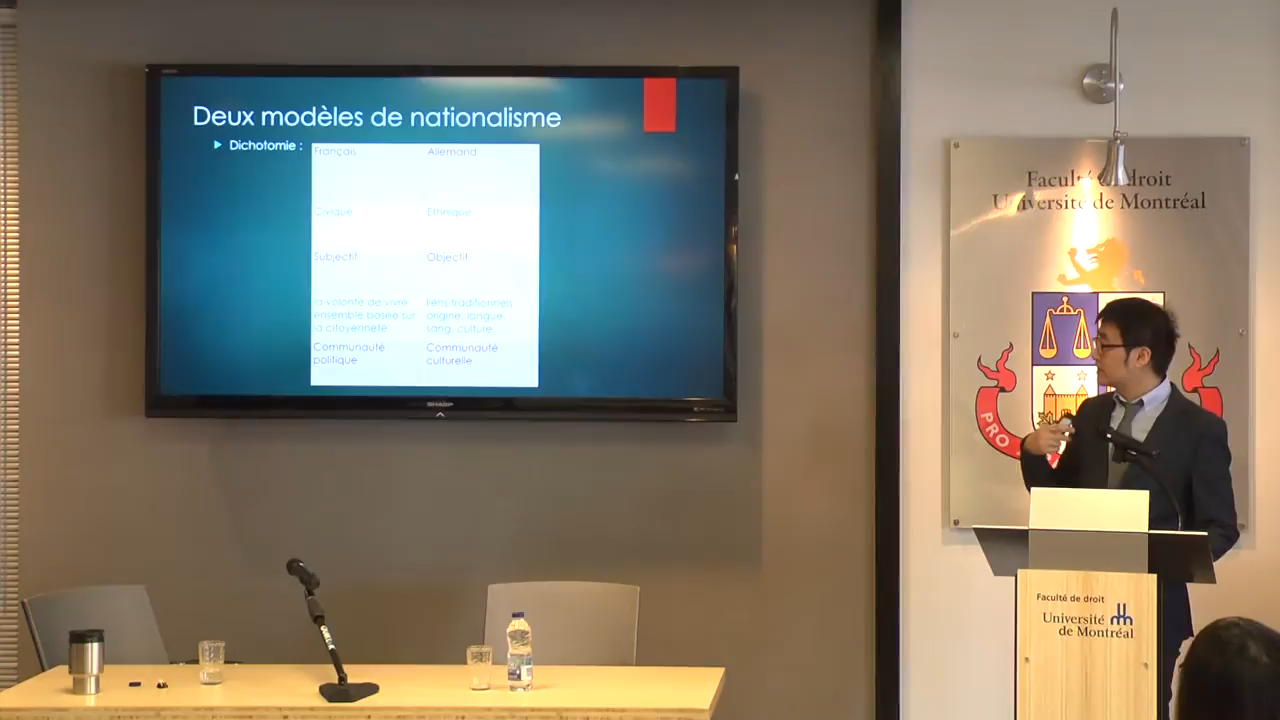 Deux modèles de nationalisme
Dichotomie :
Français
Allemand
Civique
Ethnique
Subjectif
Objectif
la volonté de vivre
ensemble basée sur
la citoyenneté
liens traditionnels
origine, langue,
sang, culture
Communauté
politique
Communauté
culturelle
SHARP
Faculté de droit
Université de Montréal
PRO
Faculté de droit
Université
de Montréal